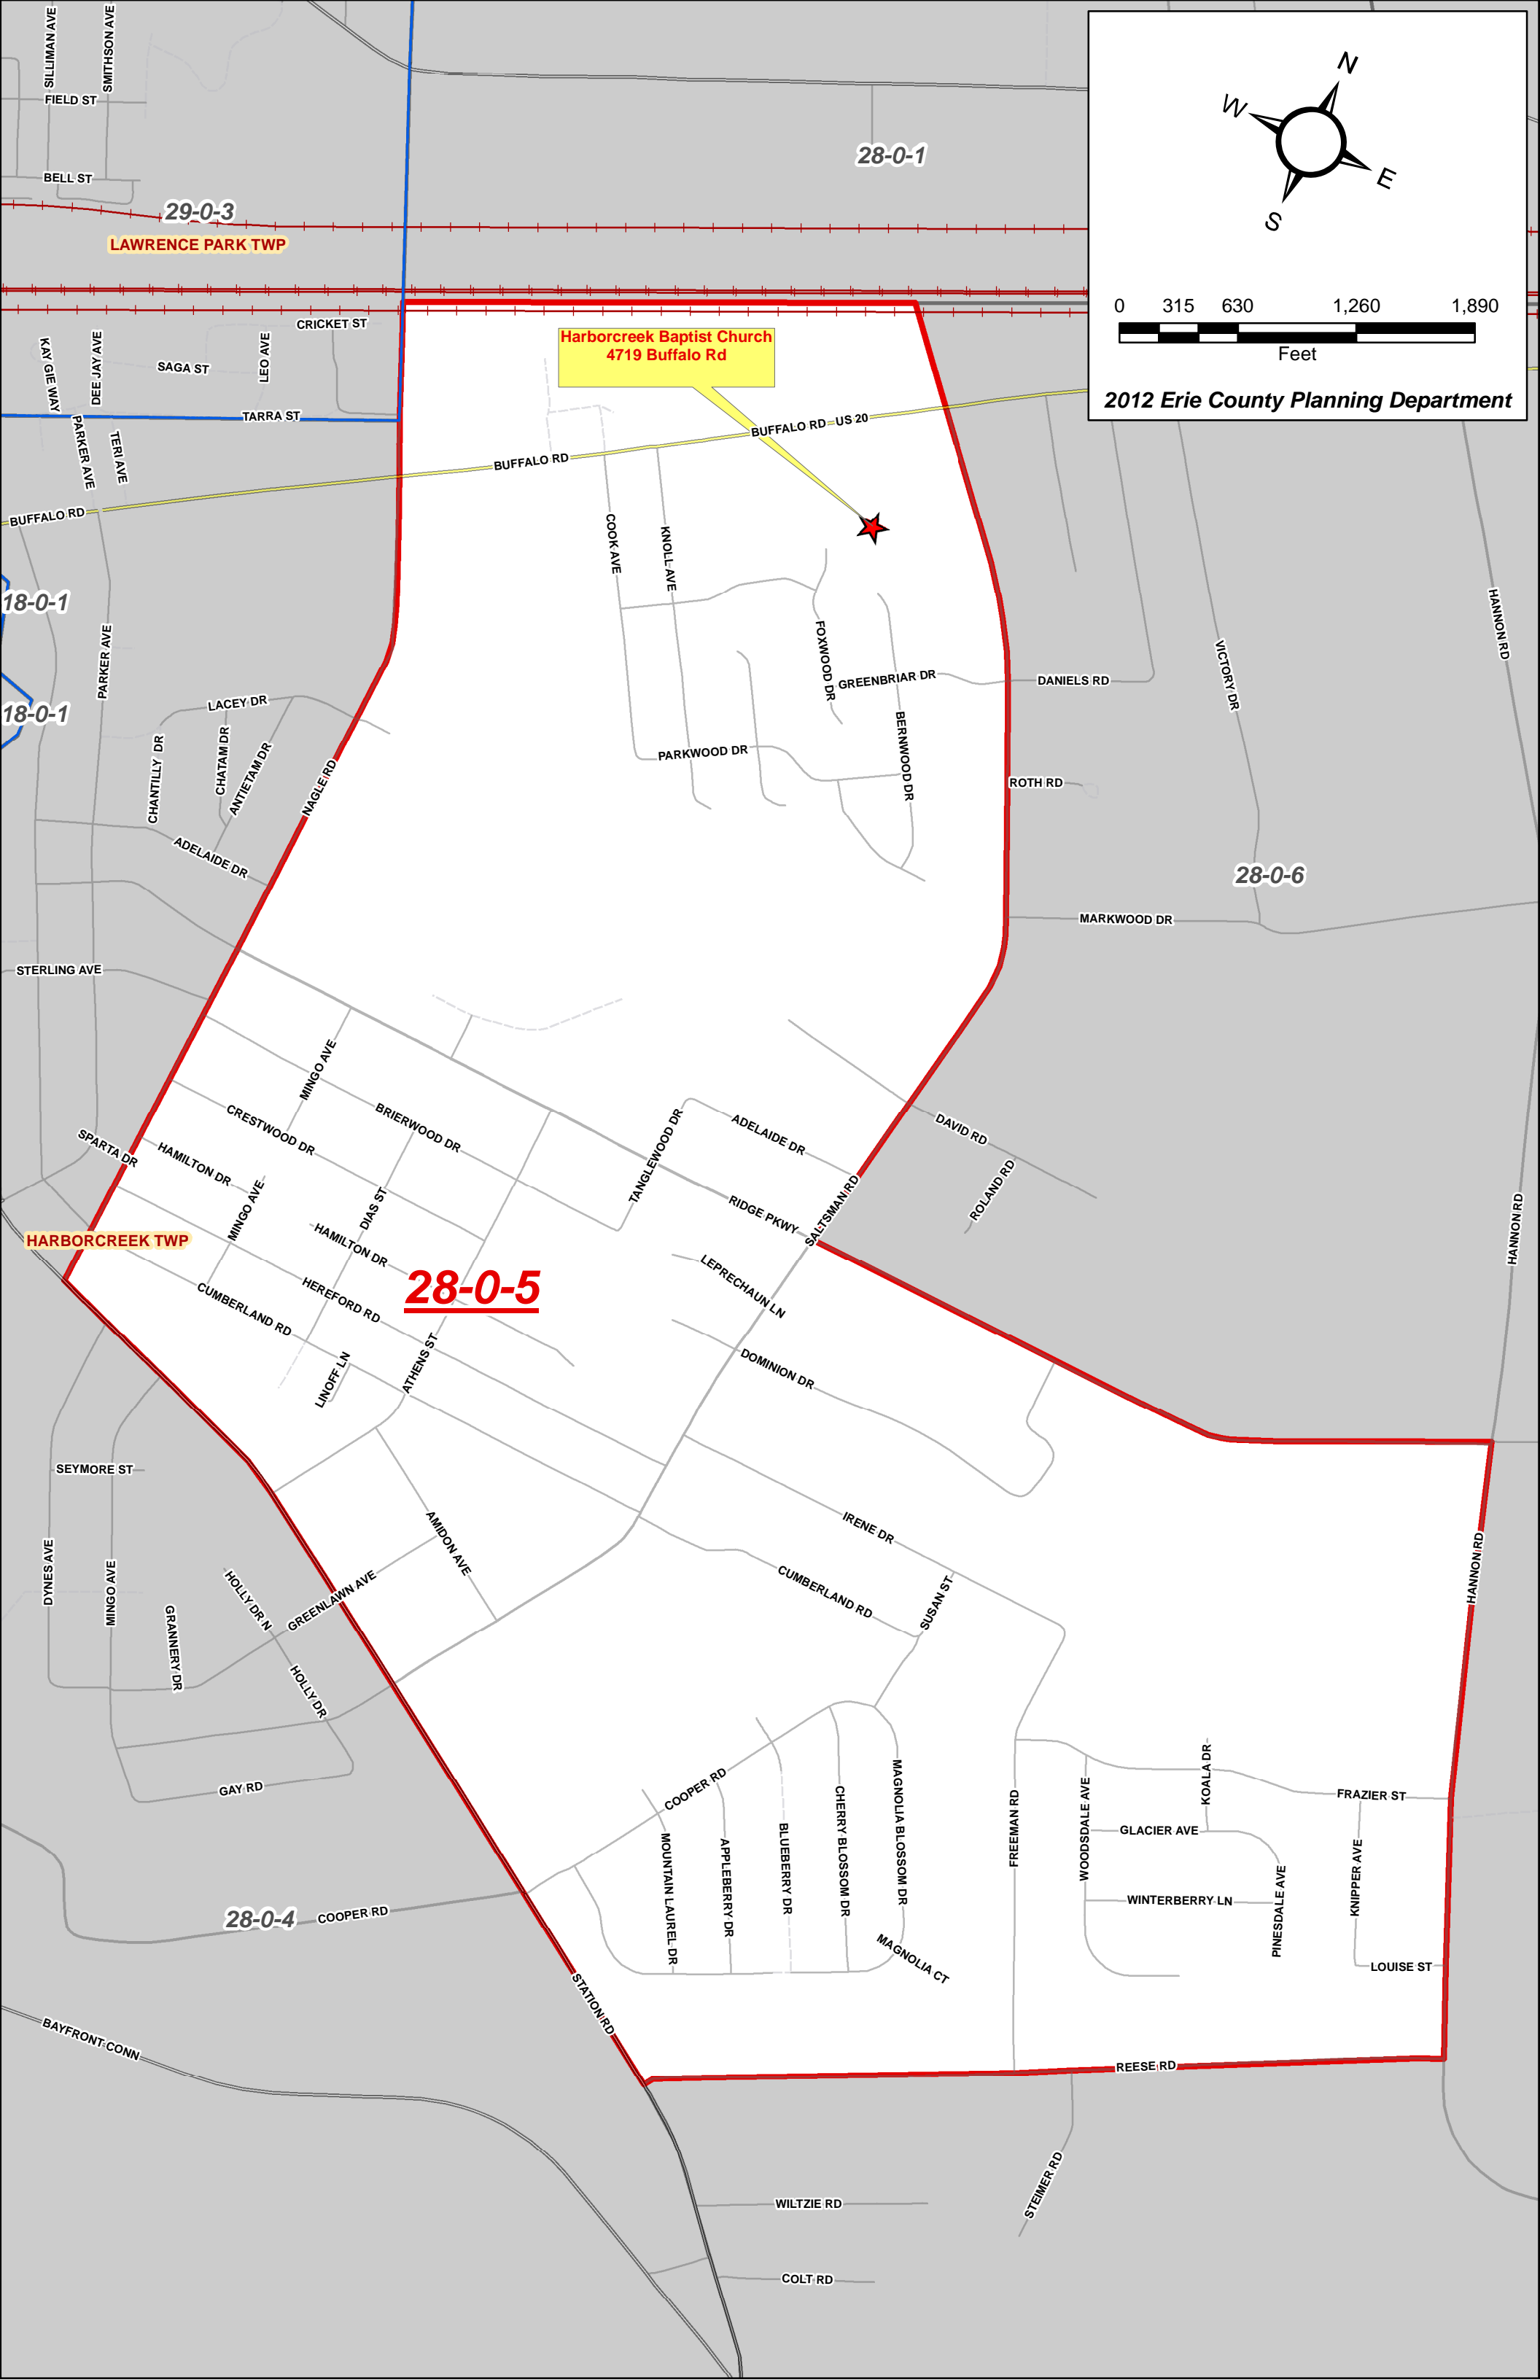 SILLIMAN AVE
SMITHSON AVE
FIELD ST
BELL ST
29-0-3
LAWRENCE PARK TWP
28-0-1
N
W
E
S
0 315 630 1,260 1,890
Feet
2012 Erie County Planning Department
CRICKET ST
Harborcreek Baptist Church
4719 Buffalo Rd
KAY GIE WAY
DEE JAY AVE
SAGA ST
LEO AVE
TARRA ST
PARKER AVE
TERI AVE
BUFFALO RD US 20
BUFFALO RD
BUFFALO RD
COOK AVE
KNOLL AVE
18-0-1
HANNON RD
PARKER AVE
FOXWOOD DR
VICTORY DR
GREENBRIAR DR
DANIELS RD
18-0-1
LACEY DR
CHANTILLY DR
CHATAM DR
ANTIETAM DR
BERNWOOD DR
PARKWOOD DR
NAGLE RD
ROTH RD
ADELAIDE DR
28-0-6
MARKWOOD DR
STERLING AVE
MINGO AVE
CRESTWOOD DR
BRIERWOOD DR
TANGLEWOOD DR
ADELAIDE DR
DAVID RD
SPARTA DR
HAMILTON DR
MINGO AVE
DIAS ST
ROLAND RD
RIDGE PKWY
SALTSMAN RD
HANNON RD
HARBORCREEK TWP
HAMILTON DR
28-0-5
LEPRECHAUN LN
CUMBERLAND RD
HEREFORD RD
LINOFF LN
ATHENS ST
DOMINION DR
SEYMORE ST
DYNES AVE
MINGO AVE
AMIDON AVE
IRENE DR
HANNON RD
HOLLY DR N
GREENLAWN AVE
CUMBERLAND RD
SUSAN ST
GRANNERY DR
HOLLY DR
GAY RD
COOPER RD
MOUNTAIN LAUREL DR
APPLEBERRY DR
BLUEBERRY DR
CHERRY BLOSSOM DR
MAGNOLIA BLOSSOM DR
FREEMAN RD
WOODSDALE AVE
KOALA DR
FRAZIER ST
GLACIER AVE
KNIPPER AVE
WINTERBERRY LN
PINESDALE AVE
28-0-4
COOPER RD
MAGNOLIA CT
LOUISE ST
STATION RD
BAYFRONT CONN
REESE RD
STEIMER RD
WILTZIE RD
COLT RD